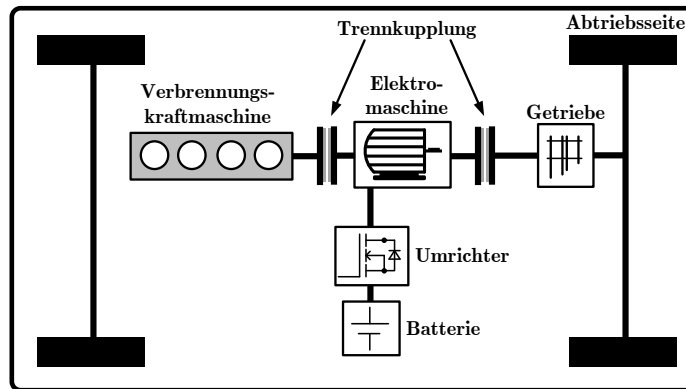 Abtriebsseite
Trennkupplung
Verbrennungs-
kraftmaschine
Elektro-
maschine
Getriebe
Umrichter
Batterie